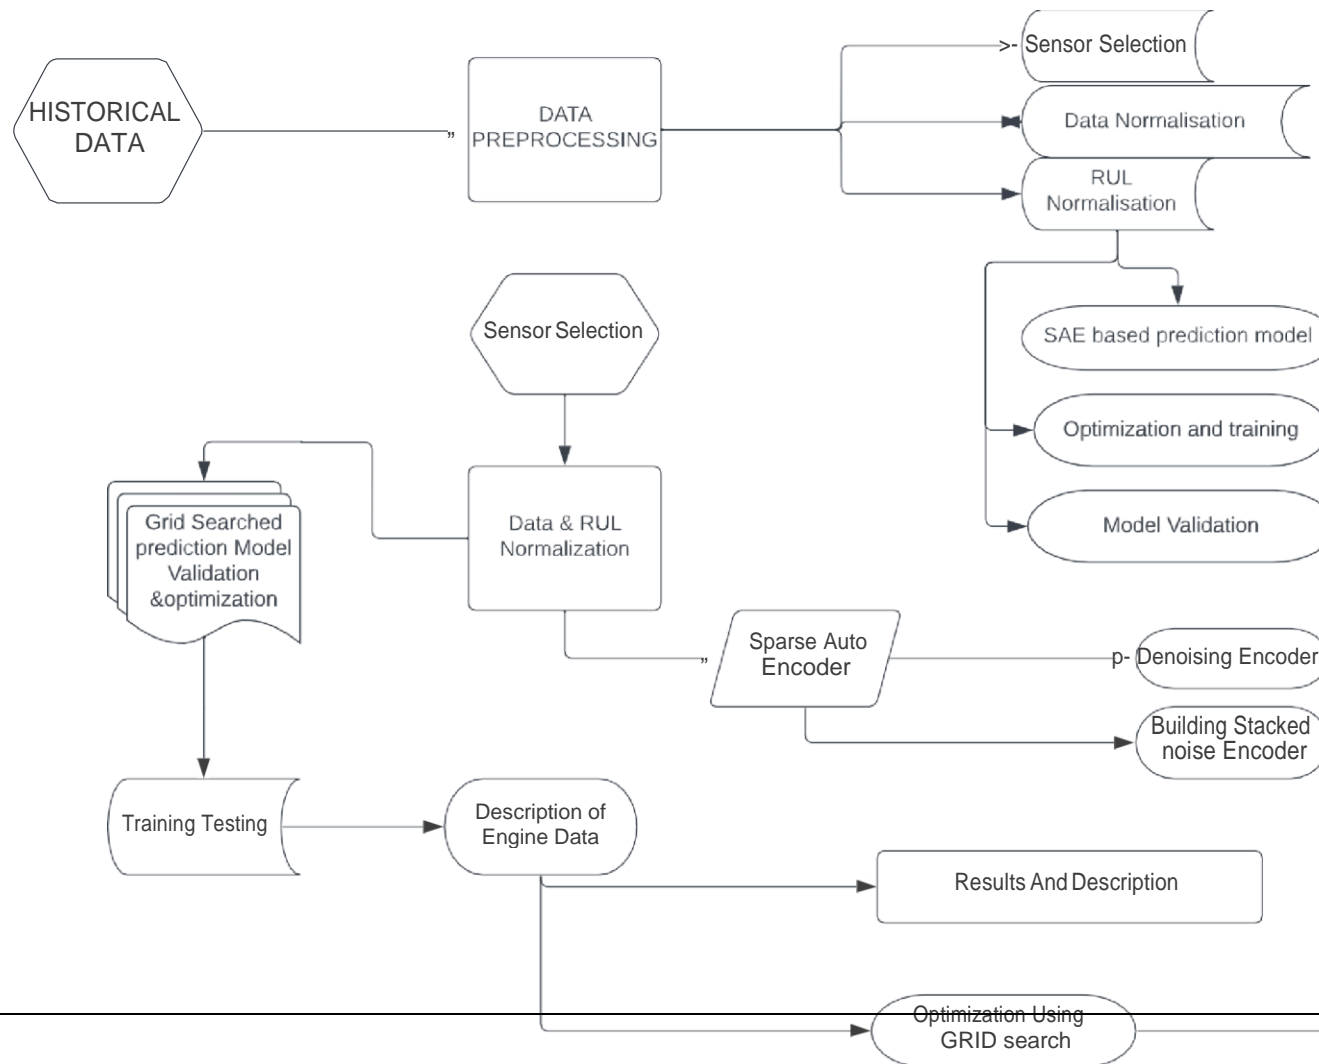 HISTORICAL
DATA
„
DATA
PREPROCESSING
>- Sensor Selection
Data Normalisation
RUL
Normalisation
Sensor Selection
SAE based prediction model
Optimization and training
Model Validation
Grid Searched
prediction Model
Validation
&optimization
Data & RUL
Normalization
„
Sparse Auto
Encoder
p- Denoising Encoder
Building Stacked
noise Encoder
Training Testing
Description of
Engine Data
Results And Description
Optimization Using
GRID search